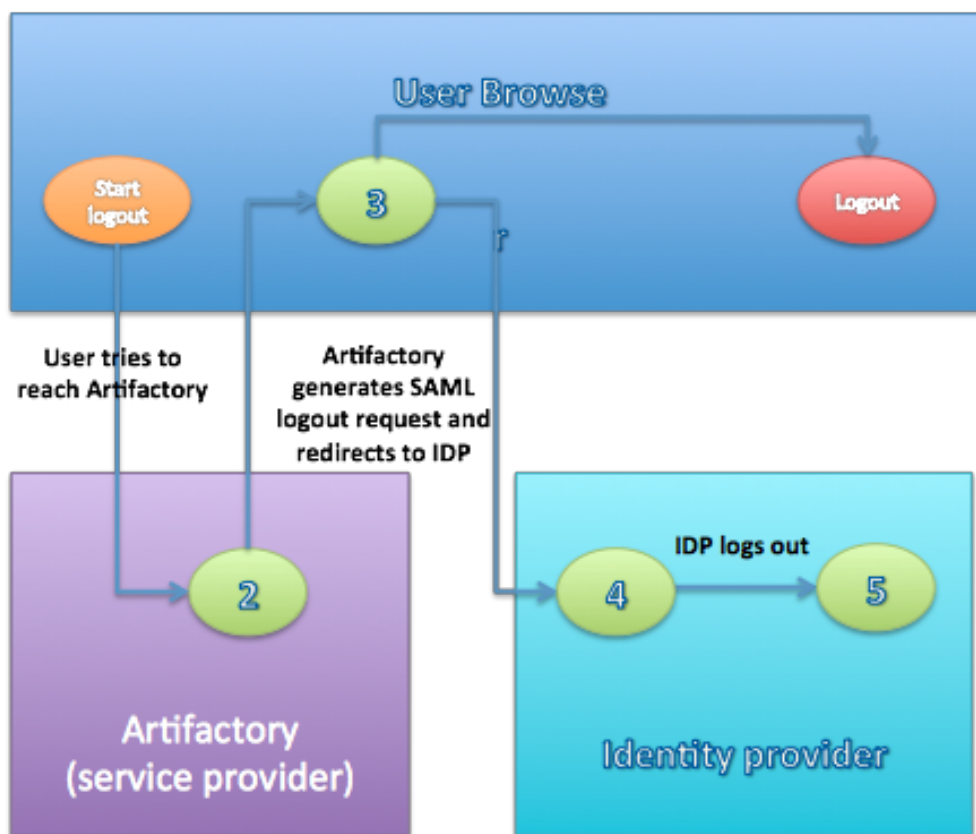 User Browse
r
Start
logout
3
Logout
User tries to
reach Artifactory
Artifactory
generates SAML
logout request and
redirects to IDP
2
IDP logs out
4
5
Artifactory
(service provider)
Identity provider